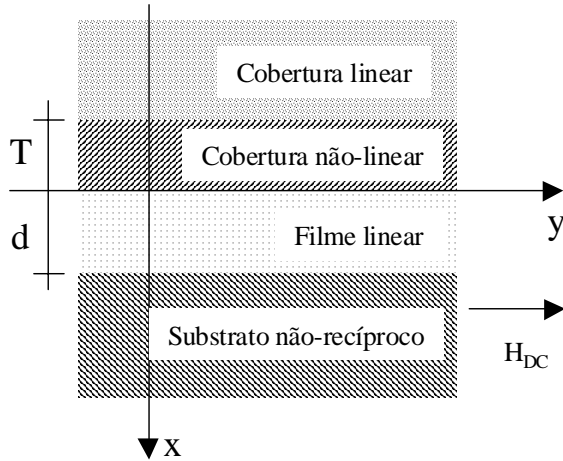 Cobertura linear
T
Cobertura não-linear
y
d
Filme linear
Substrato não-recíproco
H_DC
x